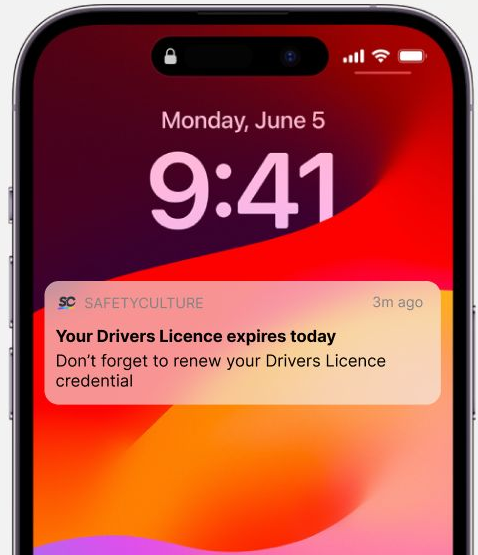 Monday, June 5
9:41
SC SAFETYCULTURE 3m ago
Your Drivers Licence expires today
Don’t forget to renew your Drivers Licence
credential